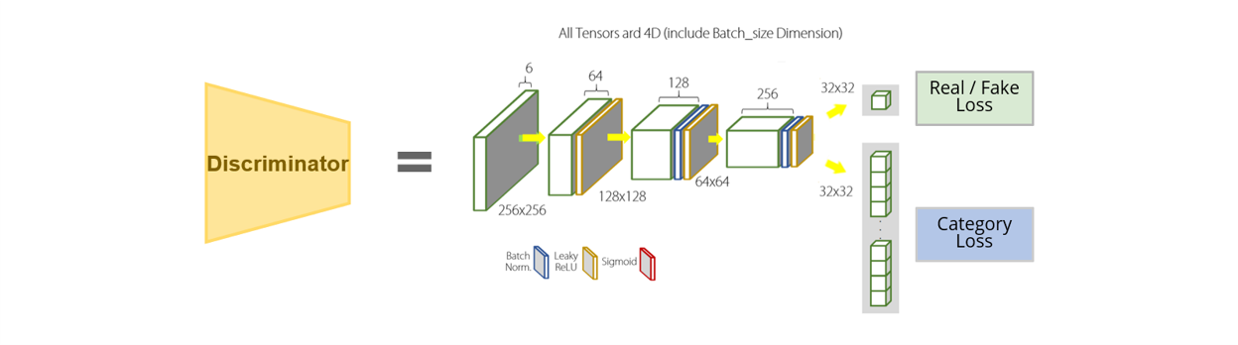 All Tensors ard 4D (include Batch_size Dimension)
6
64
128
256
32x32
Real / Fake
Loss
Discriminator
=
256x256
128x128
64x64
32x32
Category
Loss
Batch
Norm.
Leaky
ReLU
Sigmoid